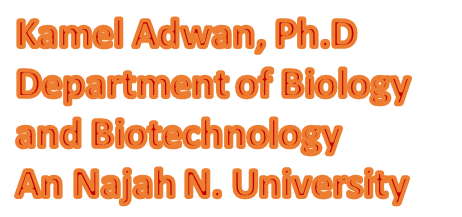 Kamel Adwan, Ph.D
Department of Biology
and Biotechnology
An Najah N. University